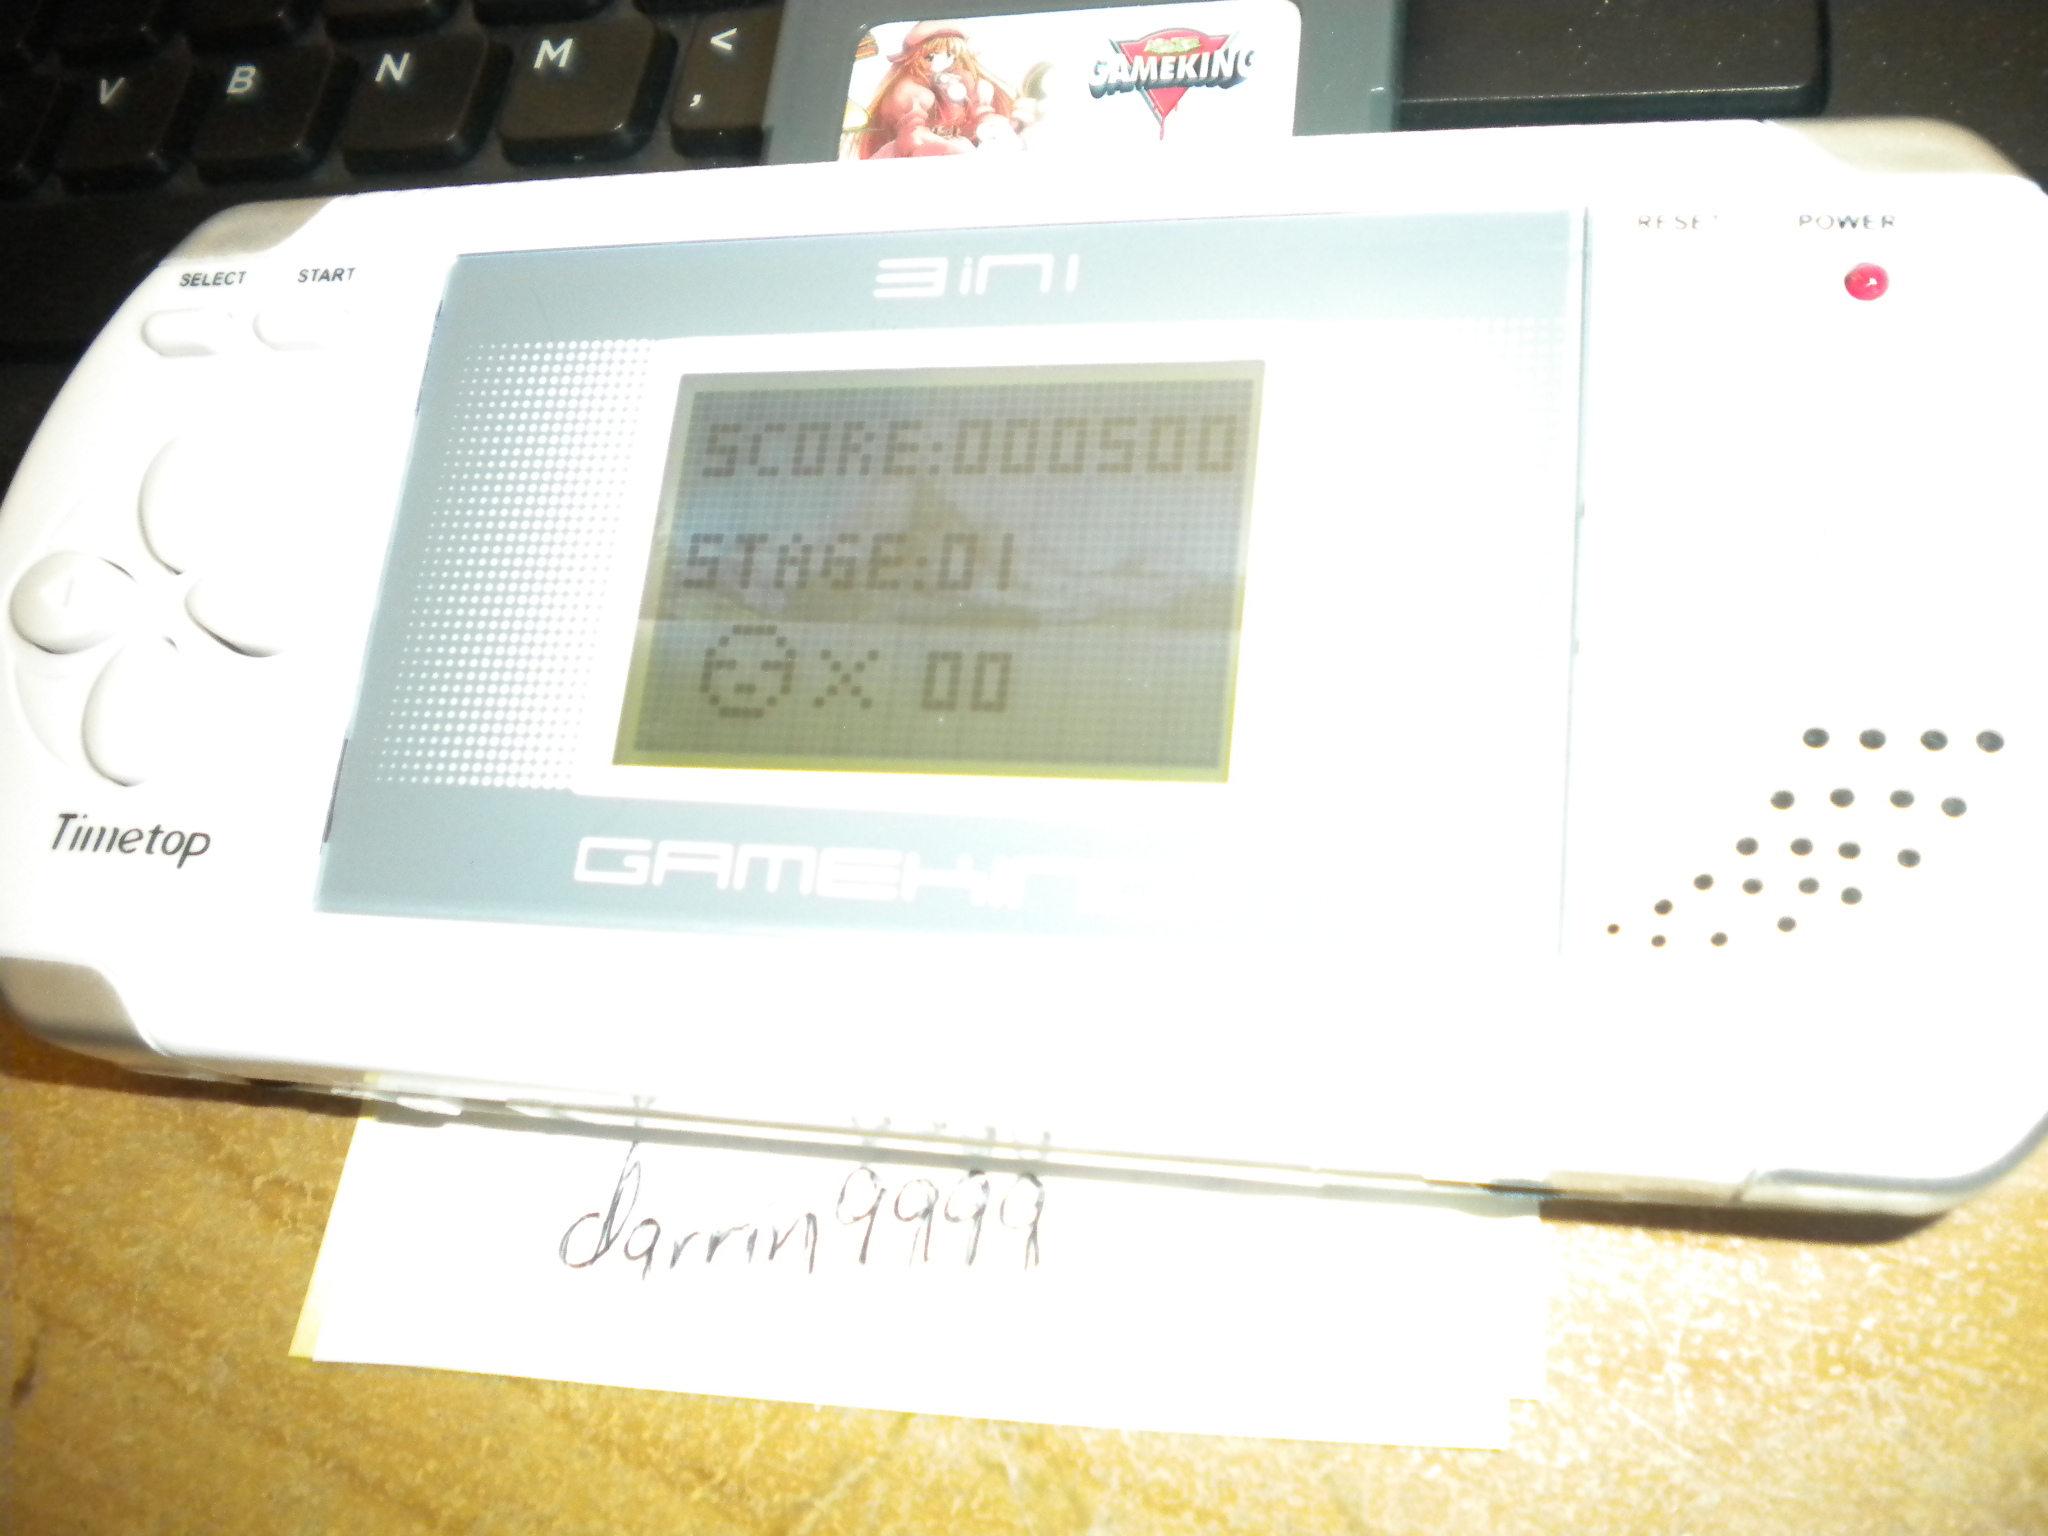 V B N M <
,
GAMEKING
RESET POWER
SELECT START
3in1
SCORE:000500
STAGE:01
X 00
Timetop
GAMEKING
darrin9999